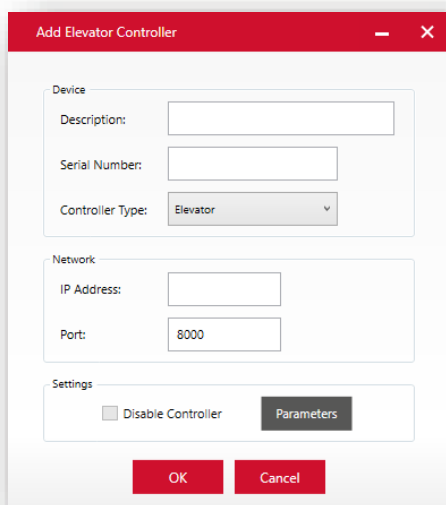 Add Elevator Controller
Device
Description:
Serial Number:
Controller Type: Elevator
Network
IP Address:
Port: 8000
Settings
Disable Controller Parameters
OK Cancel